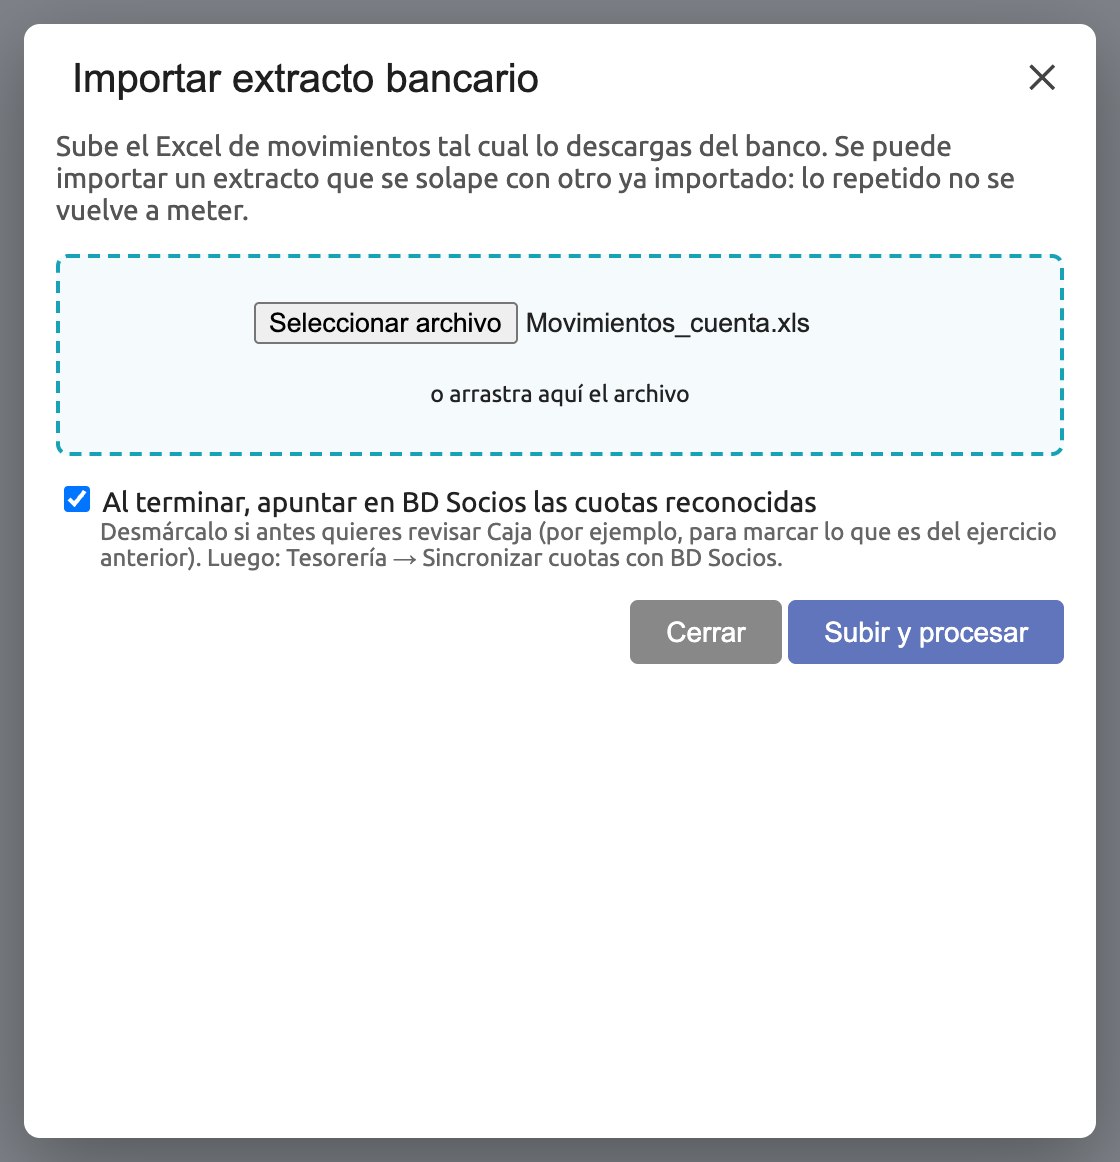 Importar extracto bancario
Sube el Excel de movimientos tal cual lo descargas del banco. Se puede
importar un extracto que se solape con otro ya importado: lo repetido no se
vuelve a meter.
Seleccionar archivo Movimientos_cuenta.xls
o arrastra aquí el archivo
Al terminar, apuntar en BD Socios las cuotas reconocidas
Desmárcalo si antes quieres revisar Caja (por ejemplo, para marcar lo que es del ejercicio
anterior). Luego: Tesorería → Sincronizar cuotas con BD Socios.
Cerrar Subir y procesar